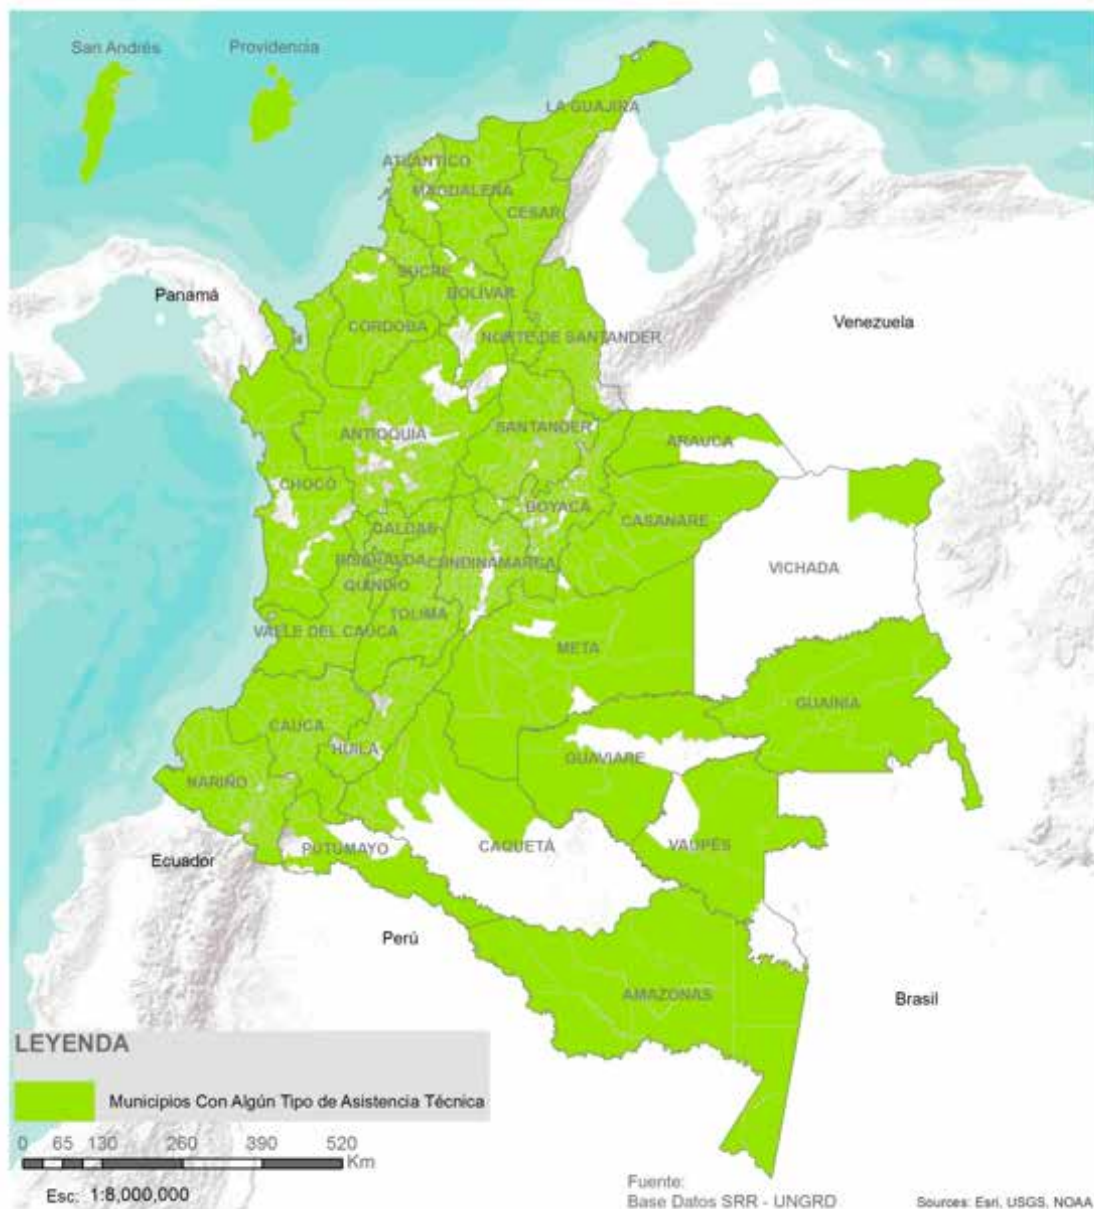 San Andrés
Providencia
LA GUAJIRA
ATLÁNTICO
MAGDALENA
CESAR
SUCRE
BOLÍVAR
Panamá
CÓRDOBA
NORTE DE SANTANDER
Venezuela
ANTIOQUIA
SANTANDER
ARAUCA
CHOCÓ
BOYACÁ
CASANARE
CALDAS
RISARALDA
CUNDINAMARCA
VICHADA
QUINDÍO
TOLIMA
VALLE DEL CAUCA
META
GUAINÍA
CAUCA
HUILA
GUAVIARE
NARIÑO
PUTUMAYO
CAQUETÁ
VAUPÉS
Ecuador
Perú
AMAZONAS
Brasil
LEYENDA
Municipios Con Algún Tipo de Asistencia Técnica
0 65 130 260 390 520
Km
Esc: 1:8,000,000
Fuente:
Base Datos SRR - UNGRD
Sources: Esri, USGS, NOAA